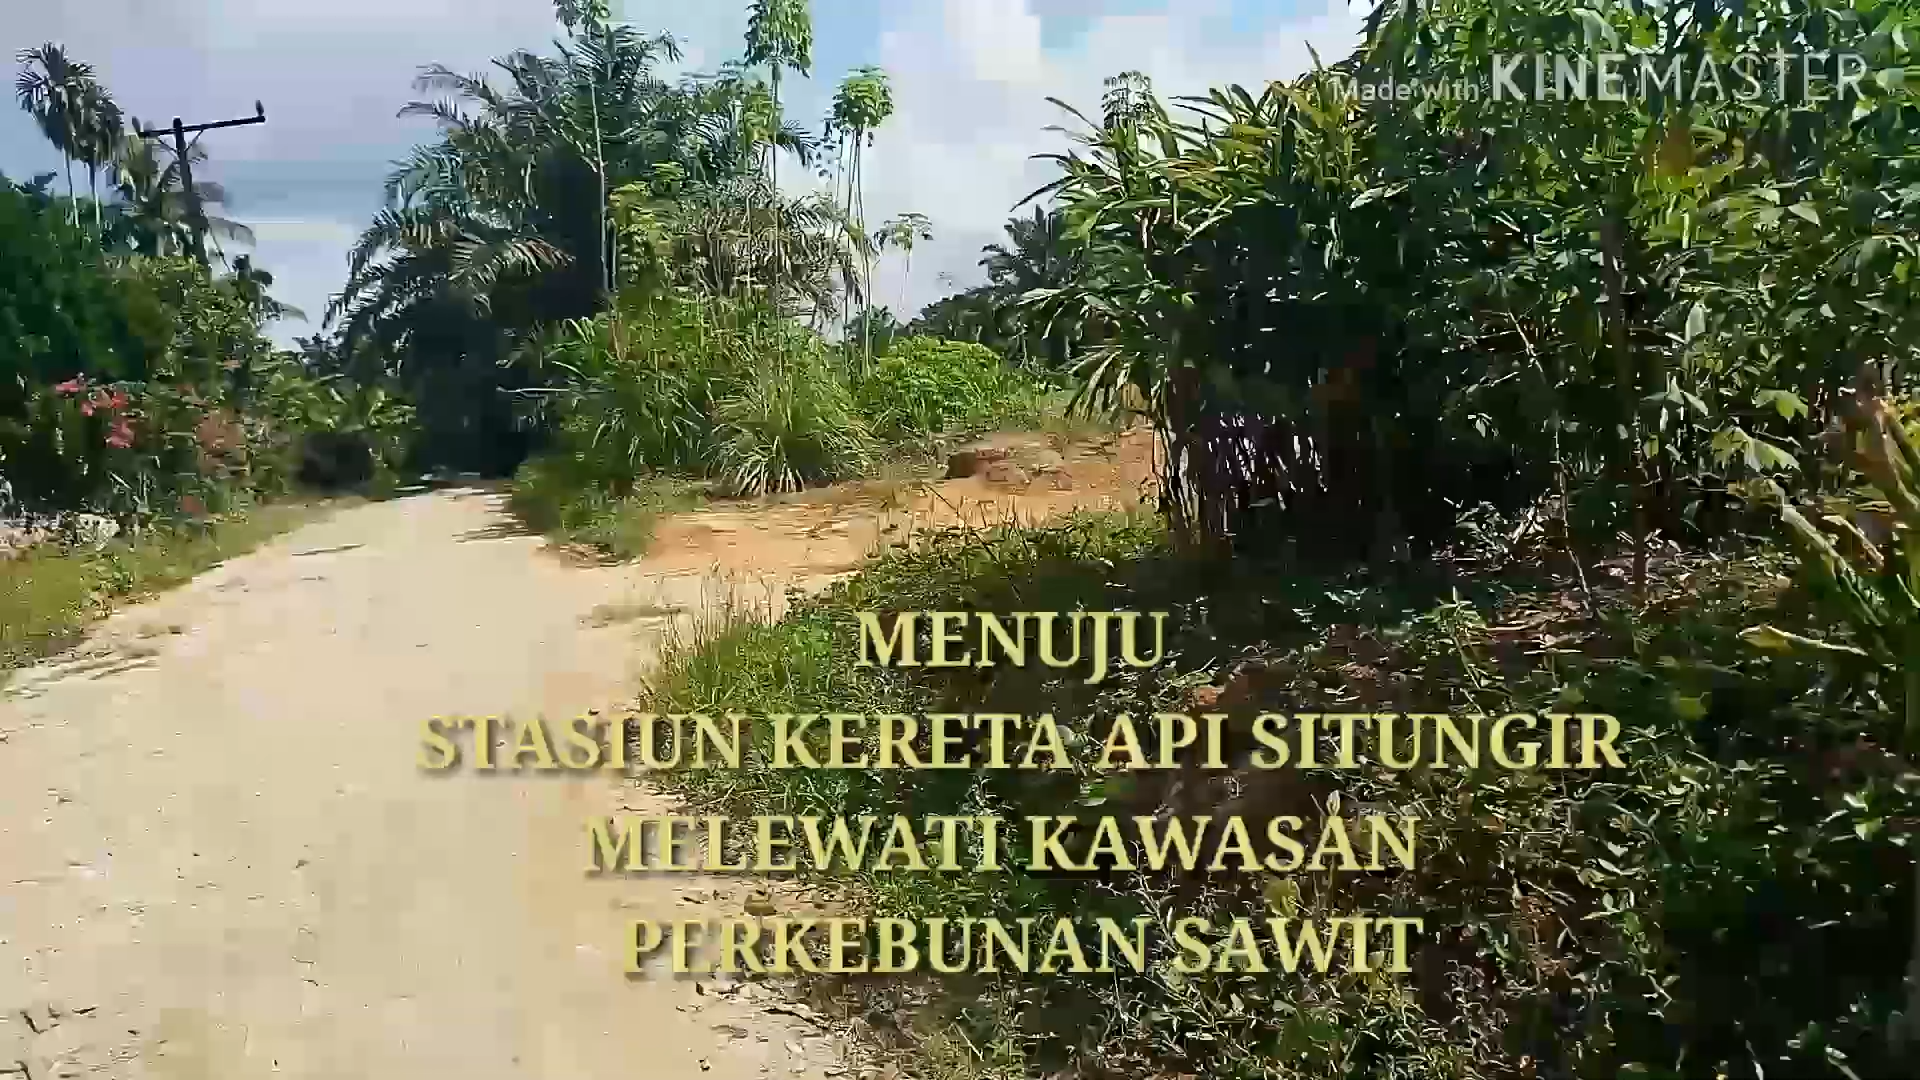 Made with KINEMASTER
MENUJU
STASIUN KERETA API SITUNGIR
MELEWATI KAWASAN
PERKEBUNAN SAWIT